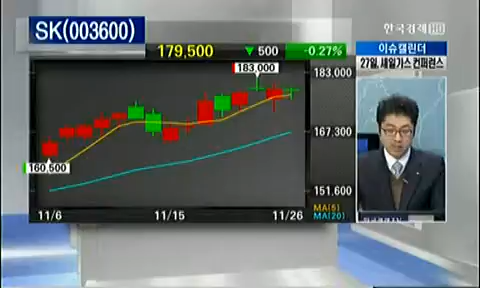 한국경제 HD
SK(003600)
179,500
▼ 500
-0.27%
이슈캘린더
27일, 셰일가스 컨퍼런스
183,000
183,000
167,300
160,500
151,600
11/6
11/15
11/26
MA(5)
MA(20)